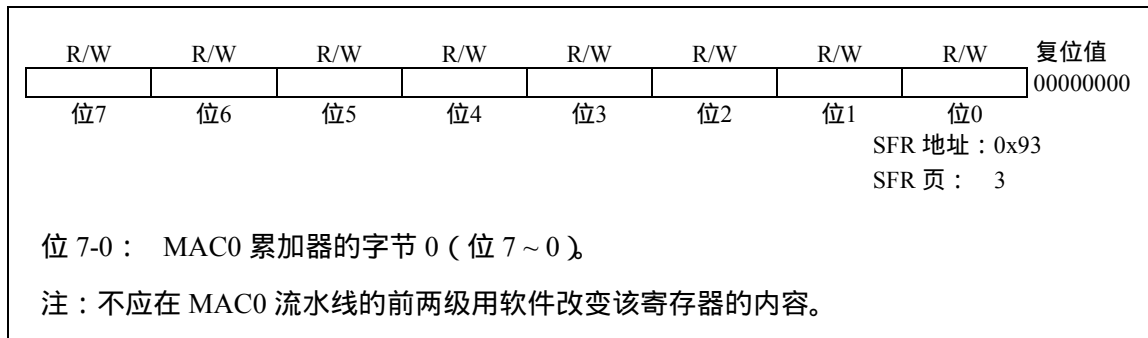 R/W R/W R/W R/W R/W R/W R/W R/W 复位值
00000000
位7 位6 位5 位4 位3 位2 位1 位0
SFR 地址：0x93
SFR 页： 3
位 7-0： MAC0 累加器的字节 0（位 7 ~ 0）。
注：不应在 MAC0 流水线的前两级用软件改变该寄存器的内容。